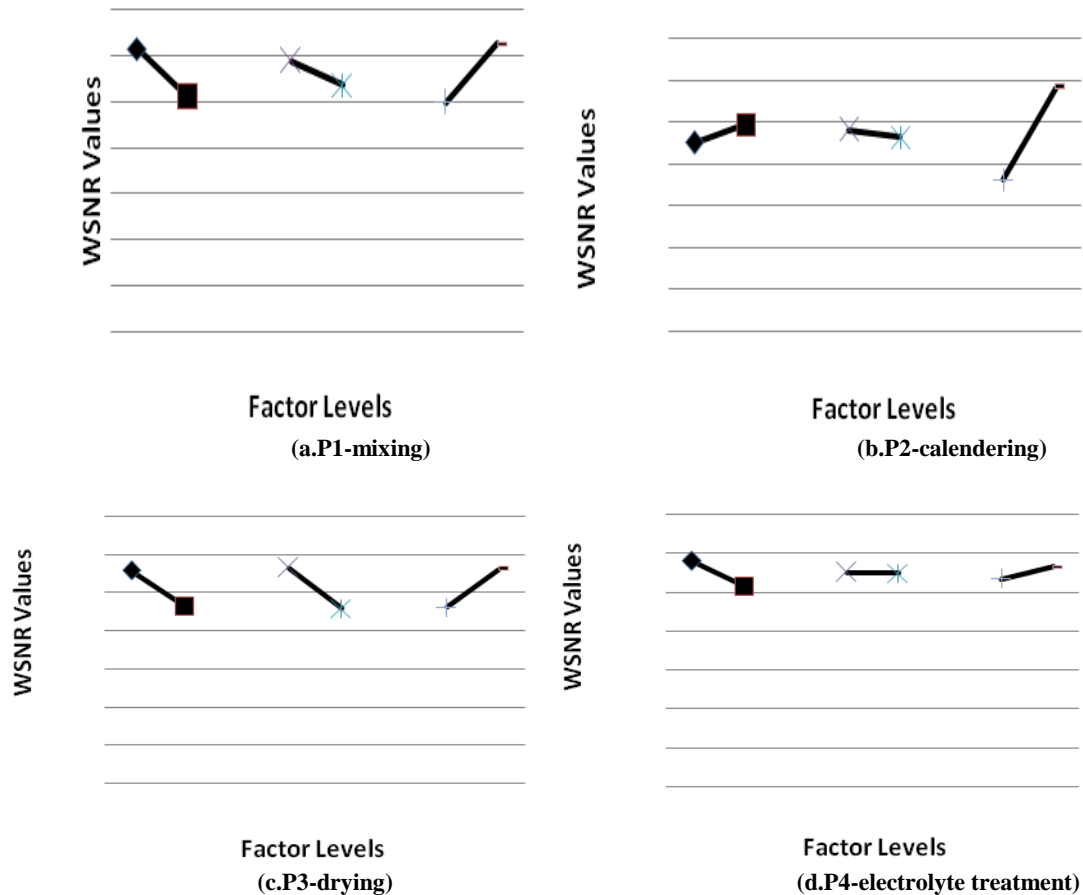 WSNR Values
Factor Levels
(a.P1-mixing)
WSNR Values
Factor Levels
(b.P2-calendering)
WSNR Values
Factor Levels
(c.P3-drying)
WSNR Values
Factor Levels
(d.P4-electrolyte treatment)